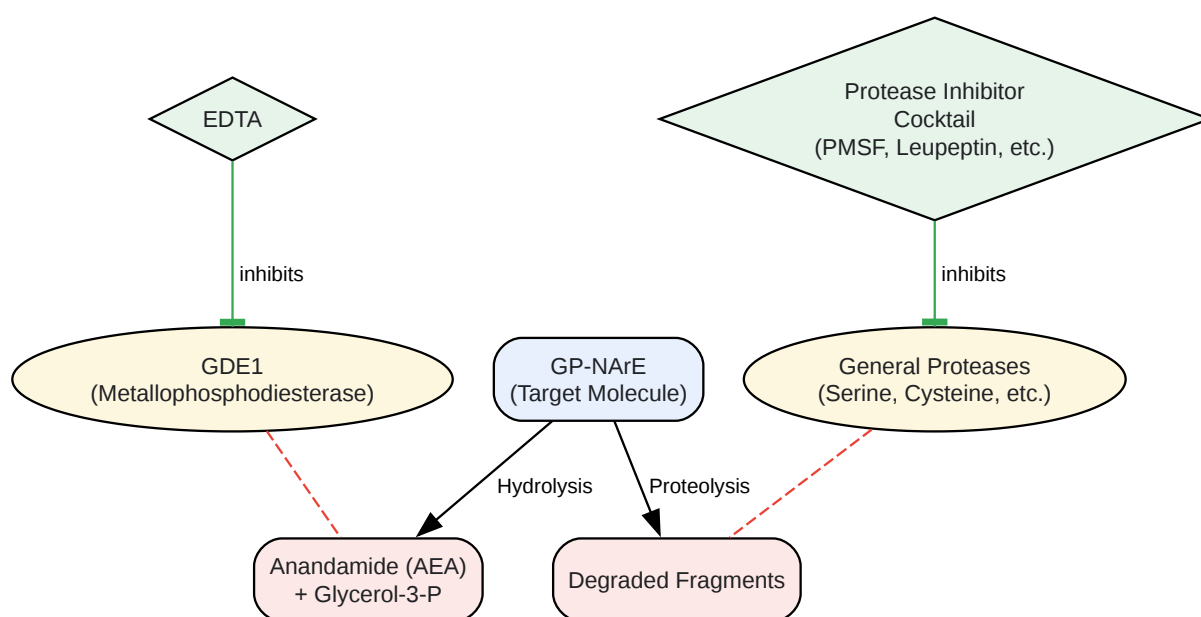 EDTA
Protease Inhibitor
Cocktail
(PMSF, Leupeptin, etc.)
inhibits
inhibits
GDE1
(Metallophosphodiesterase)
GP-NArE
(Target Molecule)
General Proteases
(Serine, Cysteine, etc.)
Hydrolysis
Proteolysis
Anandamide (AEA)
+ Glycerol-3-P
Degraded Fragments